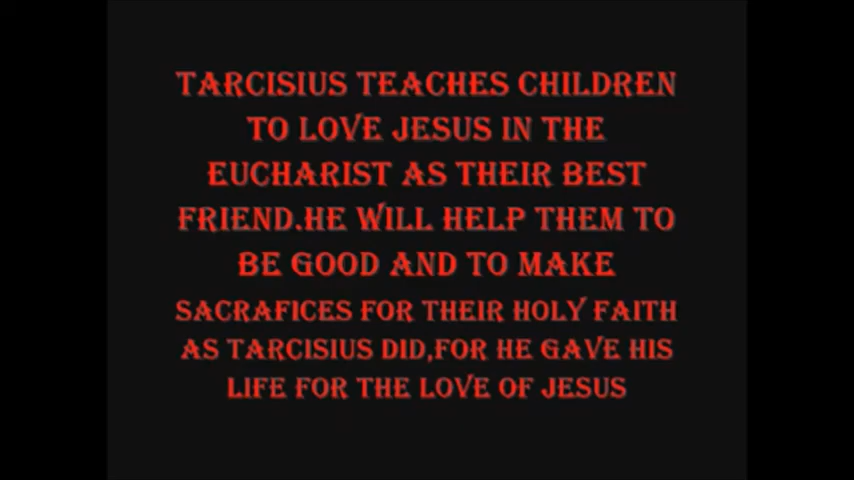 TARCISIUS TEACHES CHILDREN
TO LOVE JESUS IN THE
EUCHARIST AS THEIR BEST
FRIEND.HE WILL HELP THEM TO
BE GOOD AND TO MAKE
SACRAFICES FOR THEIR HOLY FAITH
AS TARCISIUS DID,FOR HE GAVE HIS
LIFE FOR THE LOVE OF JESUS